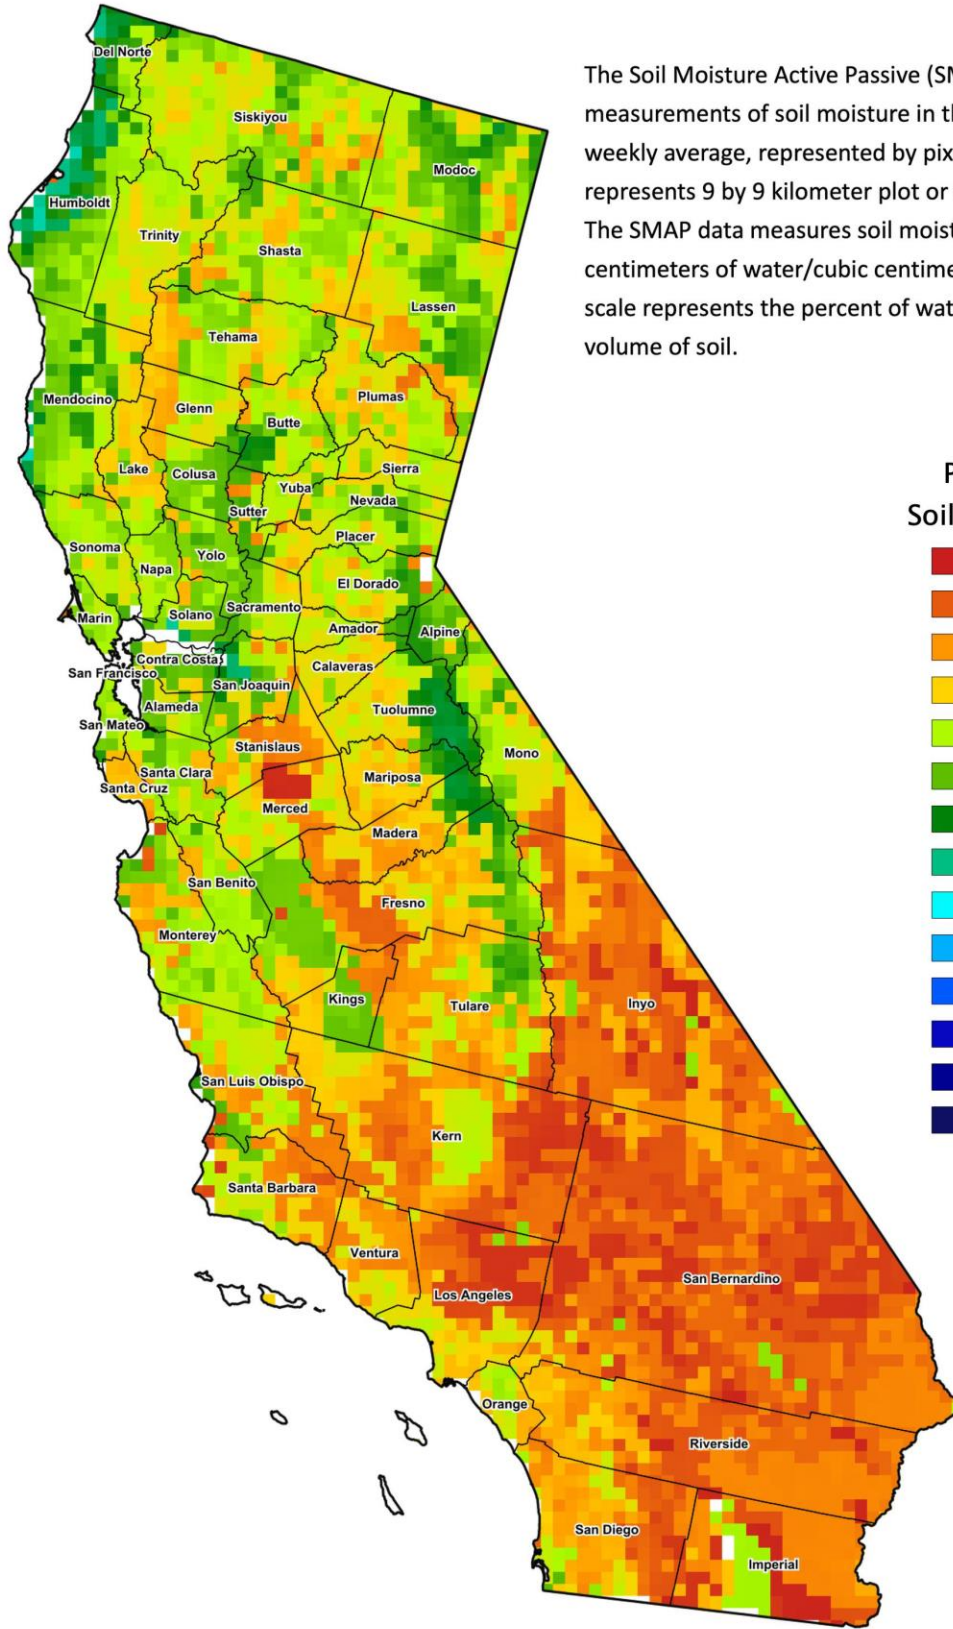 The Soil Moisture Active Passive (SM
measurements of soil moisture in th
weekly average, represented by pix
represents 9 by 9 kilometer plot or
The SMAP data measures soil moist
centimeters of water/cubic centime
scale represents the percent of wat
volume of soil.
P
Soil
Del Norte
Siskiyou
Modoc
Humboldt
Trinity
Shasta
Lassen
Tehama
Mendocino
Glenn
Plumas
Butte
Lake
Colusa
Sierra
Yuba
Nevada
Sutter
Placer
Sonoma
Yolo
Napa
El Dorado
Sacramento
Marin
Solano
Amador
Alpine
Contra Costa
San Francisco
Calaveras
San Joaquin
Alameda
Tuolumne
San Mateo
Stanislaus
Mono
Santa Clara
Mariposa
Santa Cruz
Merced
Madera
San Benito
Fresno
Monterey
Kings
Tulare
Inyo
San Luis Obispo
Kern
Santa Barbara
Ventura
San Bernardino
Los Angeles
Orange
Riverside
San Diego
Imperial